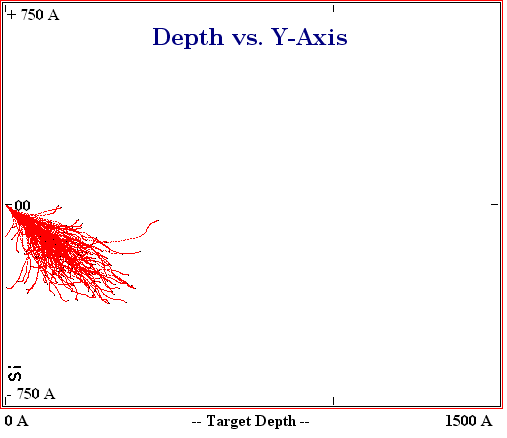 + 750 A
Depth vs. Y-Axis
00
Si
- 750 A
0 A
-- Target Depth --
1500 A